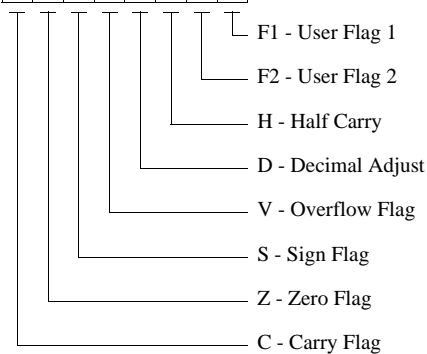 F1 - User Flag 1
F2 - User Flag 2
H - Half Carry
D - Decimal Adjust
V - Overflow Flag
S - Sign Flag
Z - Zero Flag
C - Carry Flag